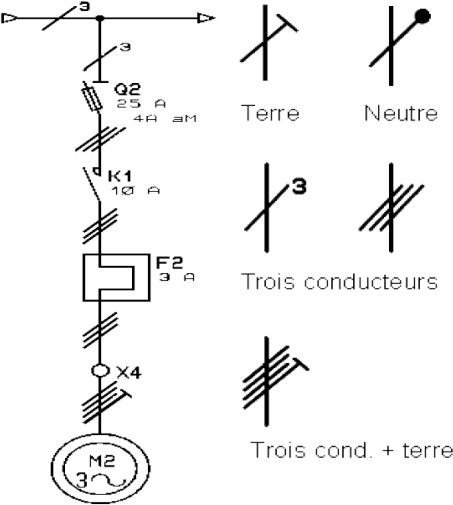 3
3
Q2
25 A
4A aM
K1
10 A
F2
3 A
X4
M2
3
Terre
Neutre
3
Trois conducteurs
Trois cond. + terre